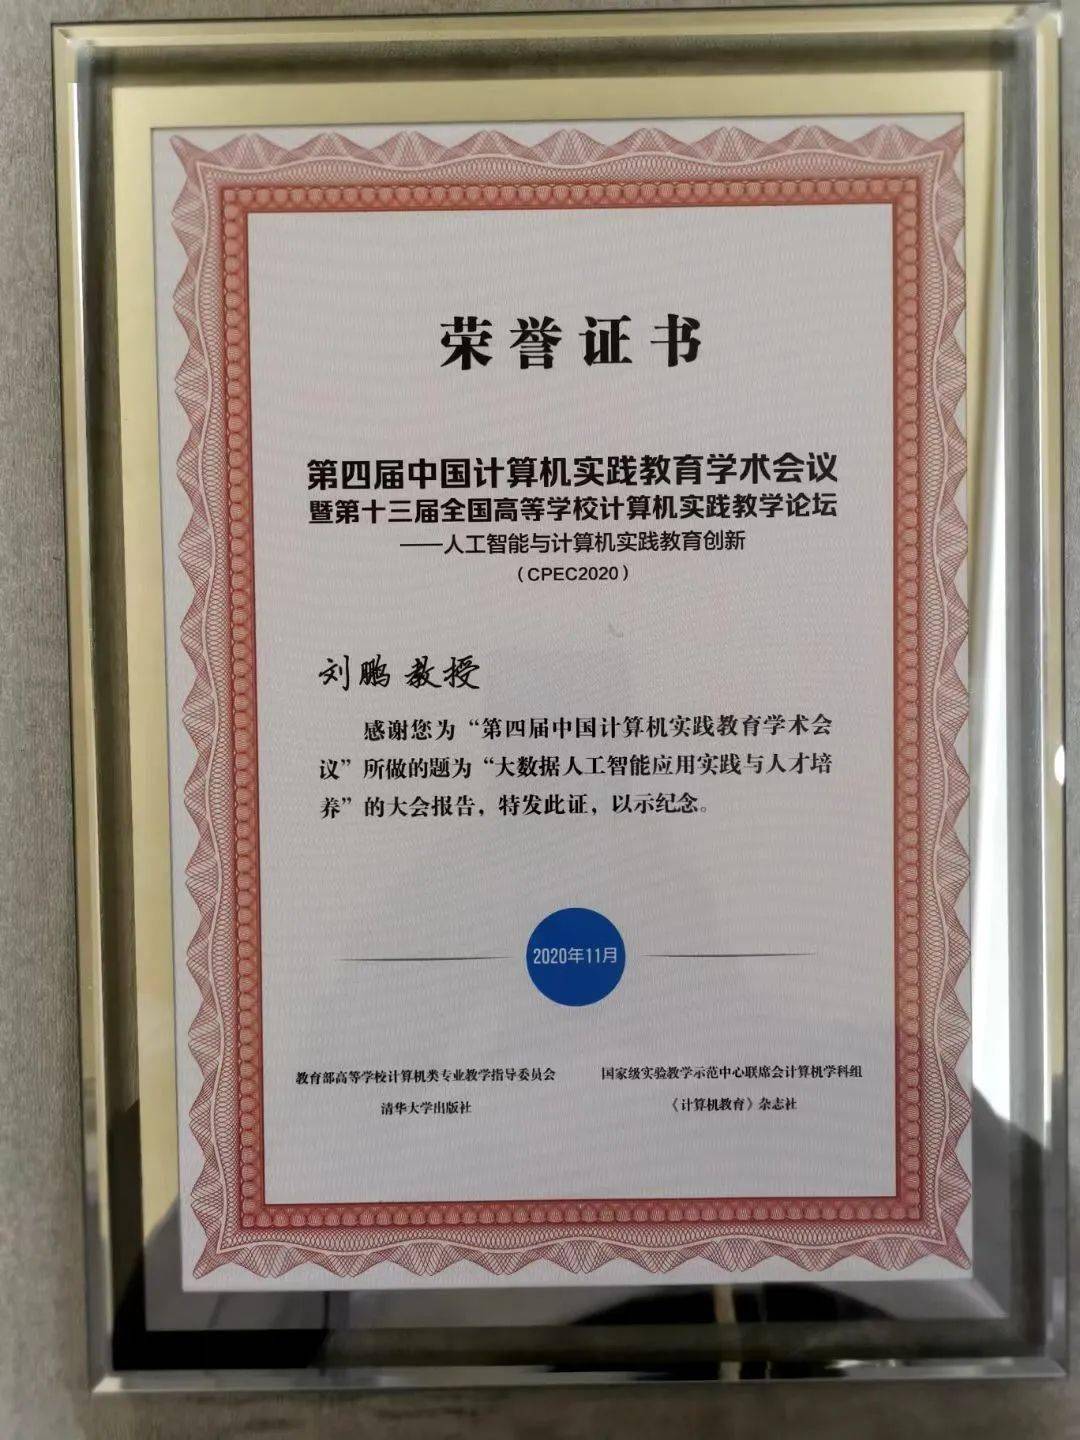 荣誉证书
第四届中国计算机实践教育学术会议
暨第十三届全国高等学校计算机实践教学论坛
——人工智能与计算机实践教育创新
（CPEC2020）
刘鹏 教授
感谢您为“第四届中国计算机实践教育学术会
议”所做的题为“大数据人工智能应用实践与人才培
养”的大会报告，特发此证，以示纪念。
2020年11月
教育部高等学校计算机类专业教学指导委员会
清华大学出版社
国家级实验教学示范中心联席会计算机学科组
《计算机教育》杂志社